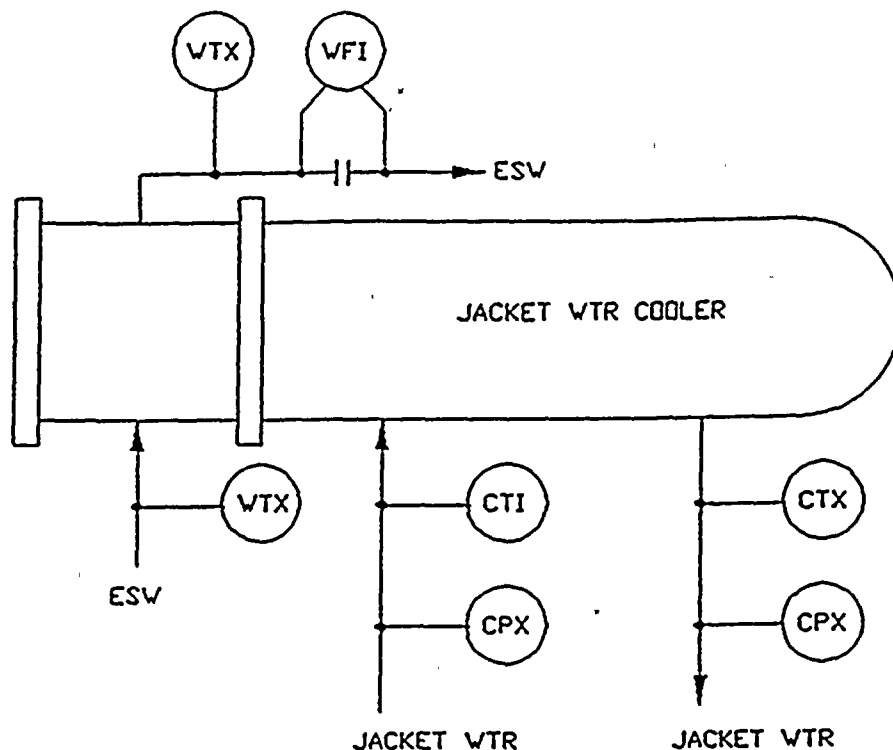 WTX
WFI
ESW
JACKET WTR COOLER
WTX
CTI
CTX
ESW
CPX
CPX
JACKET WTR
JACKET WTR